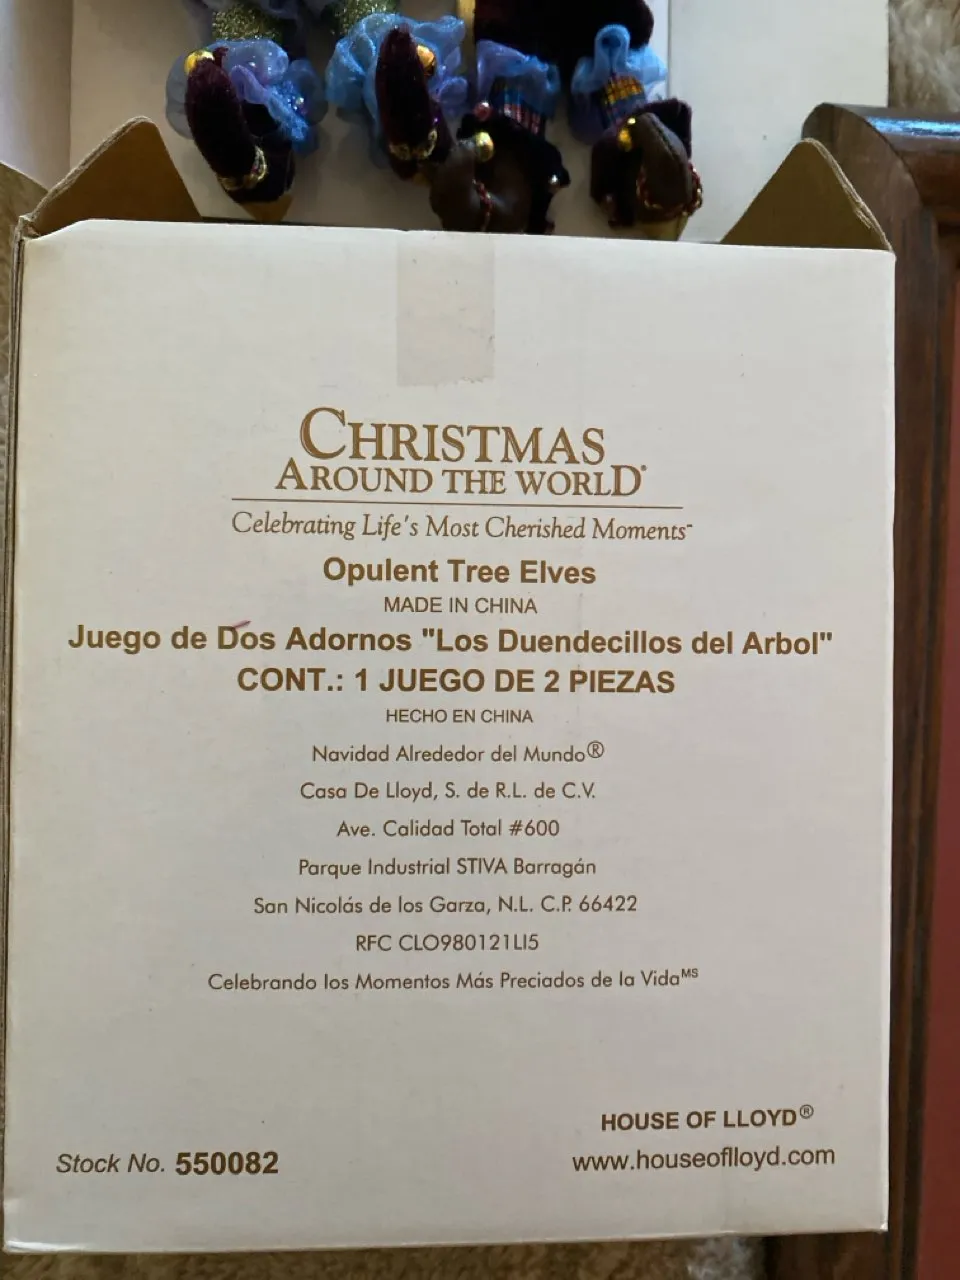 CHRISTMAS
AROUND THE WORLD®
Celebrating Life's Most Cherished Moments℠
Opulent Tree Elves
MADE IN CHINA
Juego de Dos Adornos "Los Duendecillos del Arbol"
CONT.: 1 JUEGO DE 2 PIEZAS
HECHO EN CHINA
Navidad Alrededor del Mundo®
Casa De Lloyd, S. de R.L. de C.V.
Ave. Calidad Total #600
Parque Industrial STIVA Barragán
San Nicolás de los Garza, N.L. C.P. 66422
RFC CLO980121LI5
Celebrando los Momentos Más Preciados de la Vida MS
HOUSE OF LLOYD®
Stock No. 550082
www.houseoflloyd.com